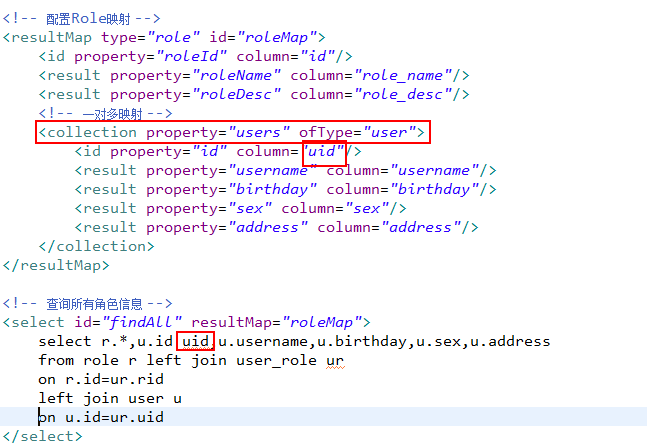 <!-- 配置Role映射 -->
<resultMap type="role" id="roleMap">
<id property="roleId" column="id"/>
<result property="roleName" column="role_name"/>
<result property="roleDesc" column="role_desc"/>
<!-- 一对多映射 -->
<collection property="users" ofType="user">
<id property="id" column="uid"/>
<result property="username" column="username"/>
<result property="birthday" column="birthday"/>
<result property="sex" column="sex"/>
<result property="address" column="address"/>
</collection>
</resultMap>
<!-- 查询所有角色信息 -->
<select id="findAll" resultMap="roleMap">
select r.*,u.id uid,u.username,u.birthday,u.sex,u.address
from role r left join user_role ur
on r.id=ur.rid
left join user u
on u.id=ur.uid
</select>